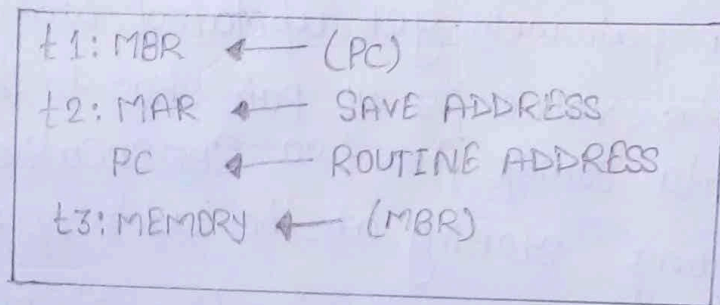 t1: MBR ← (PC)
t2: MAR ← SAVE ADDRESS
PC ← ROUTINE ADDRESS
t3: MEMORY ← (MBR)